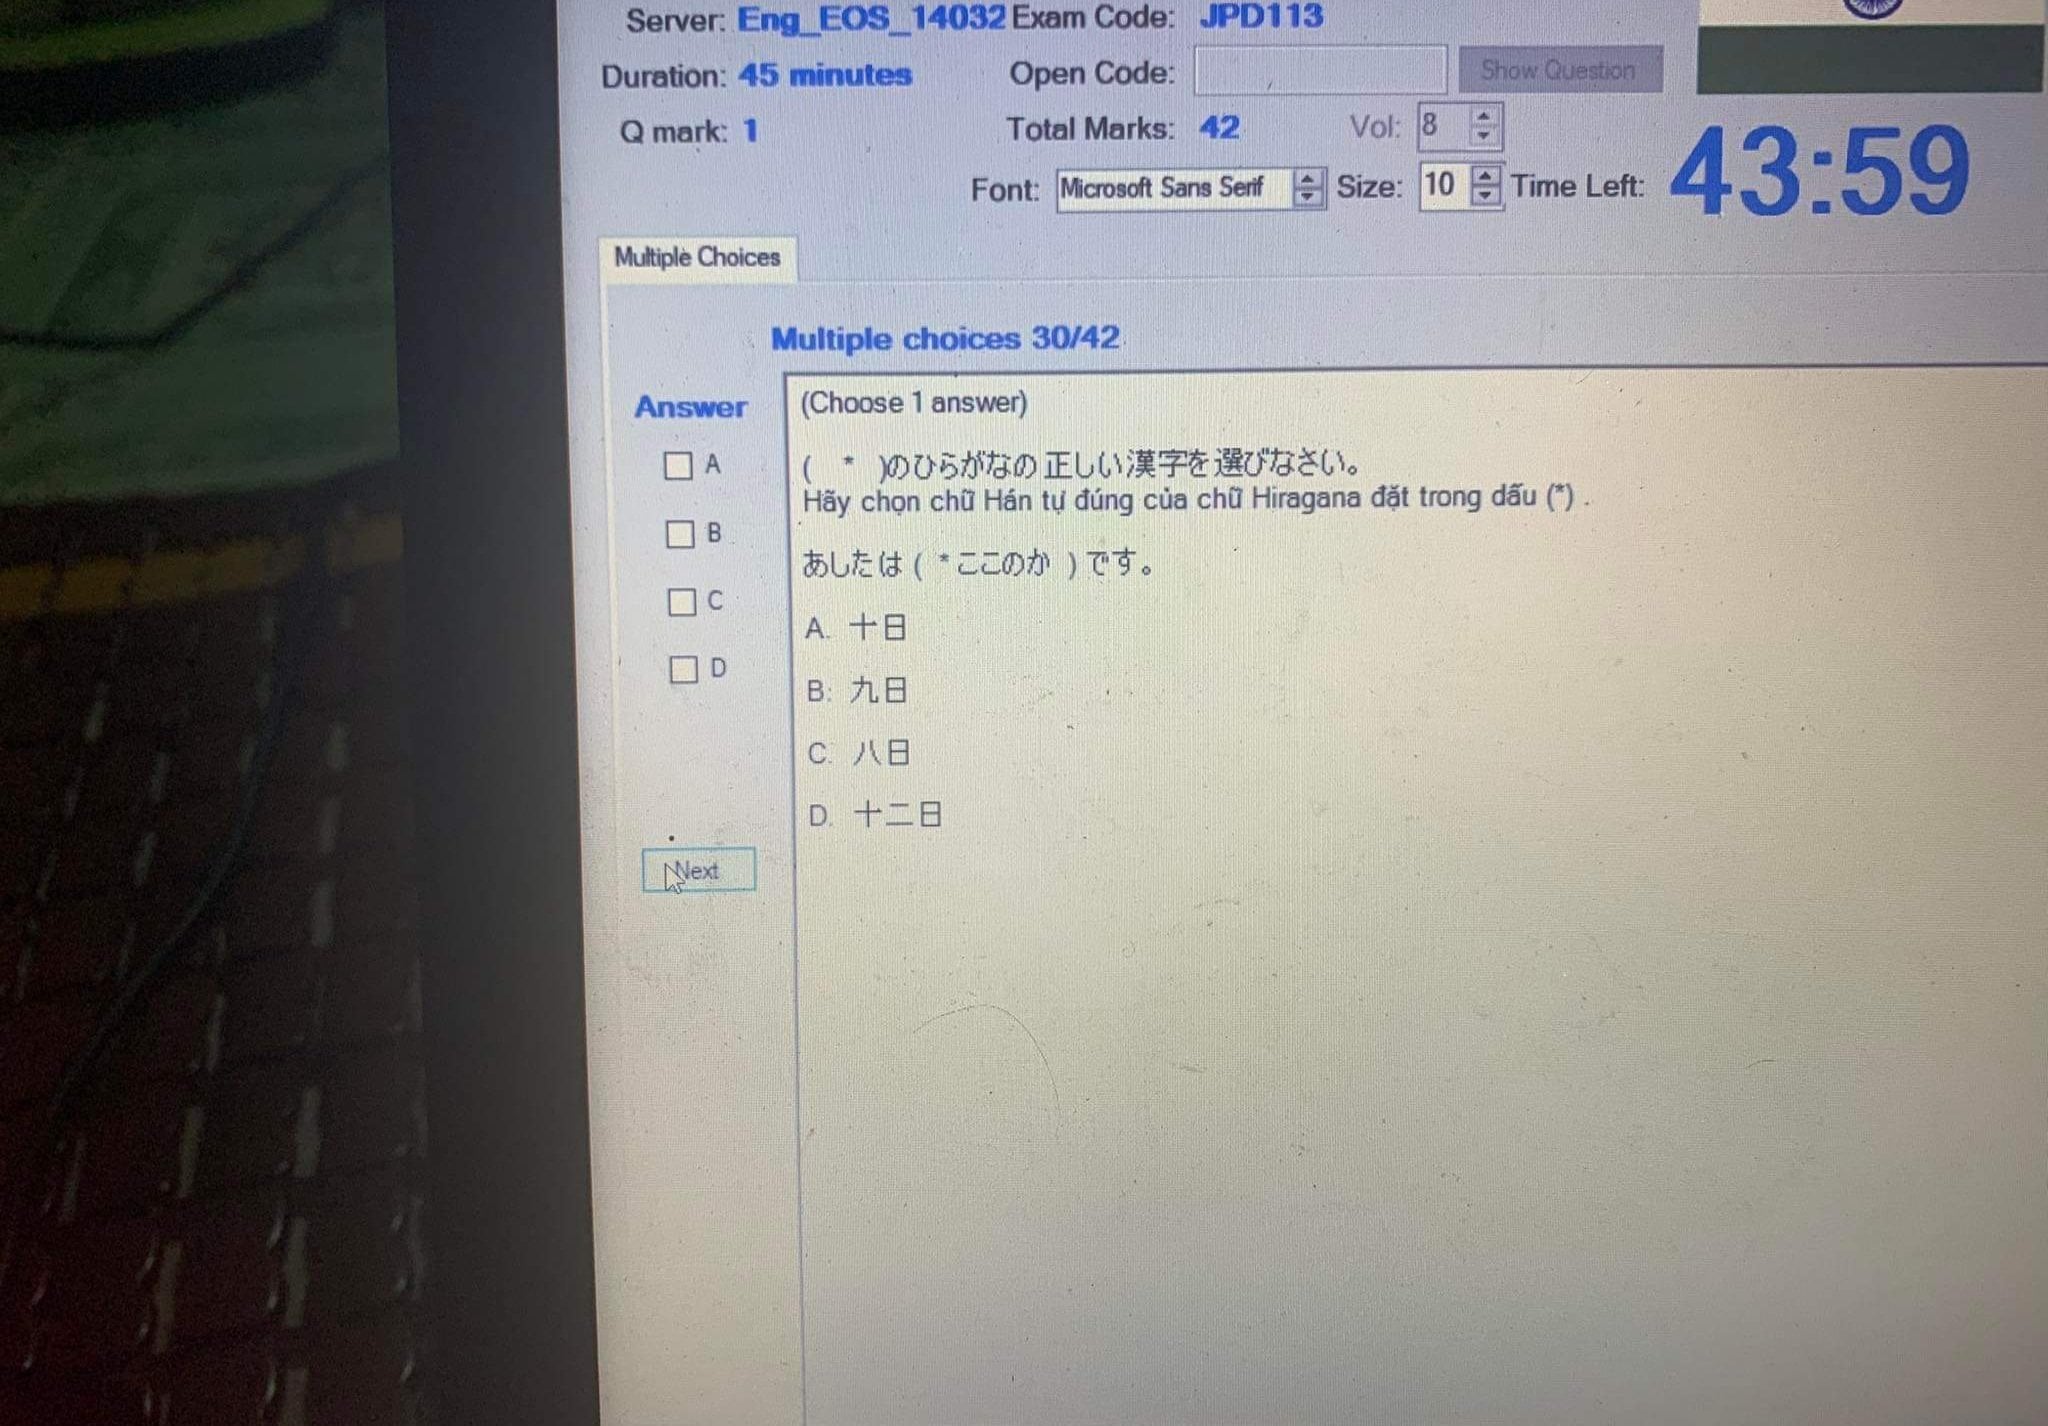 Server: Eng_EOS_14032 Exam Code: JPD113
Duration: 45 minutes Open Code: Show Question
Q mark: 1 Total Marks: 42 Vol: 8
Font: Microsoft Sans Serif Size: 10 Time Left: 43:59
Multiple Choices
Multiple choices 30/42
Answer
A
B
C
D
Next
(Choose 1 answer)
( * )のひらがなの正しい漢字を選びなさい。
Hãy chọn chữ Hán tự đúng của chữ Hiragana đặt trong dấu (*) .
あしたは ( *ここのか ) です。
A. 十日
B: 九日
C. 八日
D. 十二日